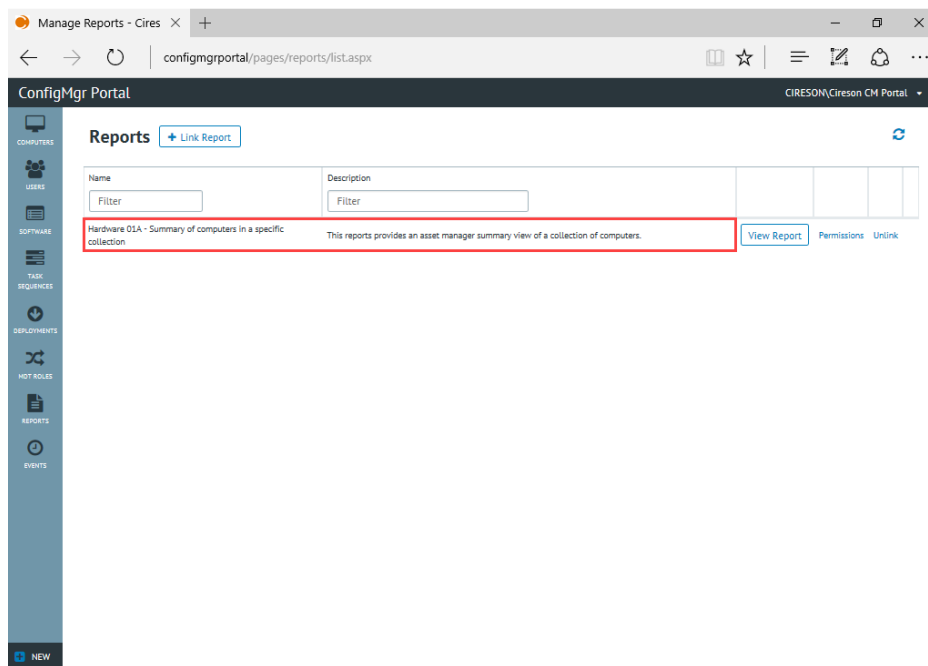 Manage Reports - Cires
configmgrportal/pages/reports/list.aspx
ConfigMgr Portal
CIRESON\Cireson CM Portal
COMPUTERS
USERS
SOFTWARE
TASK
SEQUENCES
DEPLOYMENTS
MDT ROLES
REPORTS
EVENTS
NEW
Reports
Link Report
Name
Description
Filter
Filter
Hardware 01A - Summary of computers in a specific
collection
This reports provides an asset manager summary view of a collection of computers.
View Report
Permissions
Unlink